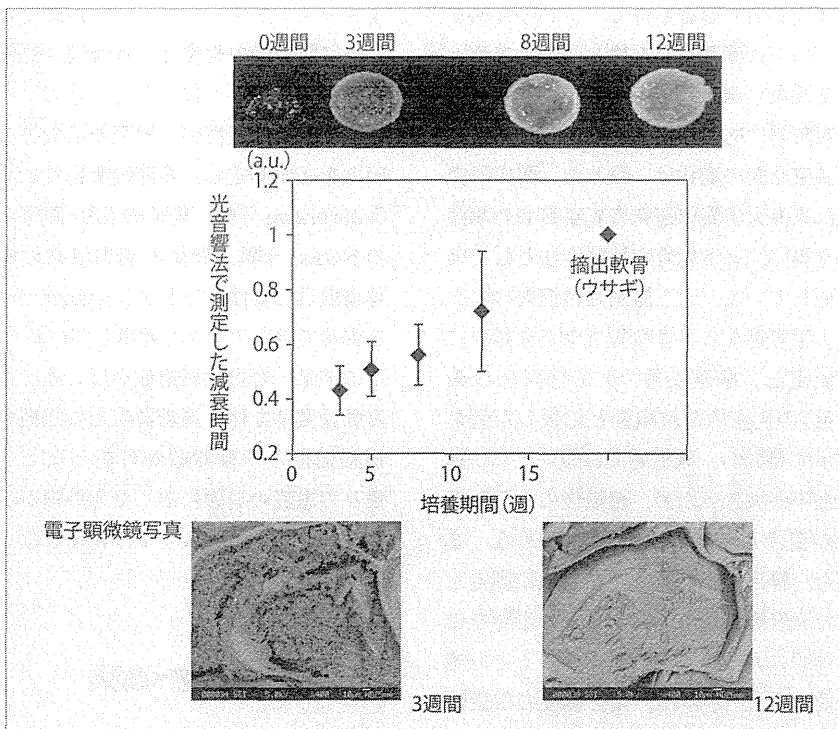 0週間 3週間 8週間 12週間
(a.u.)
光音響法で測定した減衰時間
1.2
1
0.8
0.6
0.4
0.2
摘出軟骨
(ウサギ)
0 5 10 15
培養期間(週)
電子顕微鏡写真
3週間
12週間